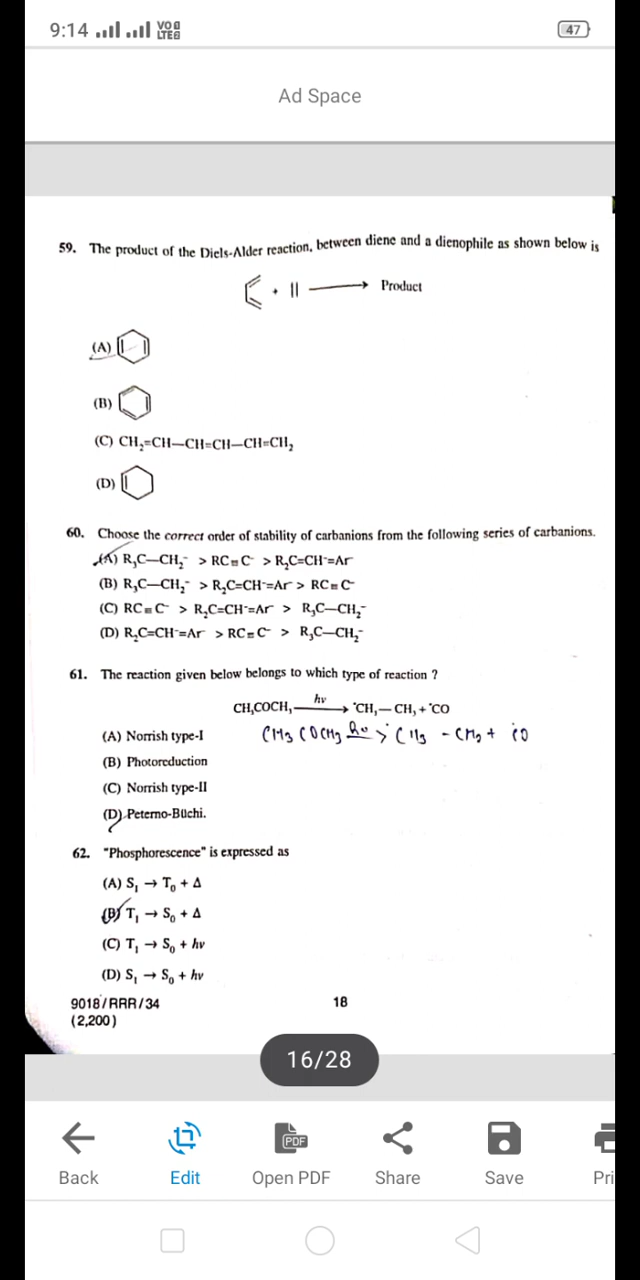 9:14
VO
LTE
47
Ad Space
59. The product of the Diels-Alder reaction, between diene and a dienophile as shown below is
+ || → Product
(A)
(B)
(C) CH₂=CH—CH=CH—CH=CH₂
(D)
60. Choose the correct order of stability of carbanions from the following series of carbanions.
(A) R₃C—CH₂⁻ > RC≡C⁻ > R₂C=CH⁻=Ar
(B) R₃C—CH₂⁻ > R₂C=CH⁻=Ar > RC≡C⁻
(C) RC≡C⁻ > R₂C=CH⁻=Ar > R₃C—CH₂⁻
(D) R₂C=CH⁻=Ar > RC≡C⁻ > R₃C—CH₂⁻
61. The reaction given below belongs to which type of reaction ?
CH₃COCH₃ —hν→ •CH₃—CH₃ + •CO
(A) Norrish type-I
CH3 COCH3 hν > ·CH3 - CH3 + ·CO
(B) Photoreduction
(C) Norrish type-II
(D) Peterno-Büchi.
62. "Phosphorescence" is expressed as
(A) S₁ → T₀ + Δ
(B) T₁ → S₀ + Δ
(C) T₁ → S₀ + hν
(D) S₁ → S₀ + hν
9018/RRR/34
18
(2,200)
16/28
PDF
Back
Edit
Open PDF
Share
Save
Pri